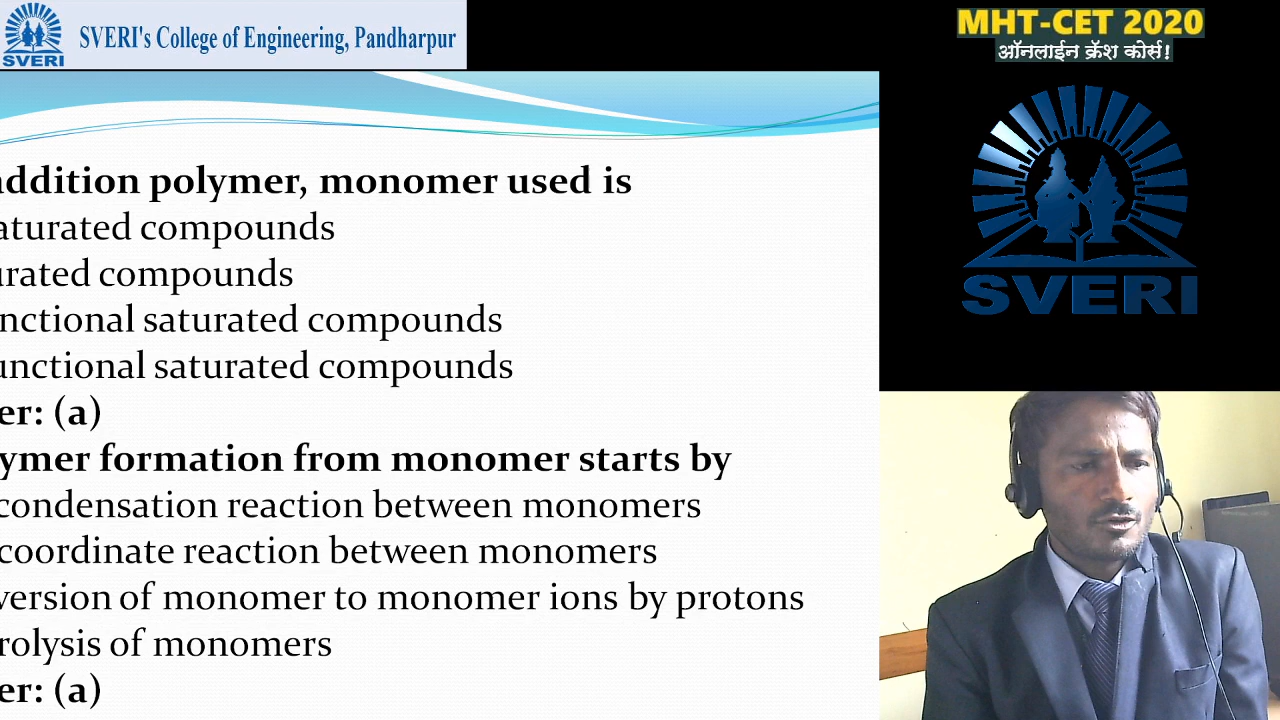 SVERI's College of Engineering, Pandharpur
SVERI
MHT-CET 2020
ऑनलाईन क्रॅश कोर्स!
SVERI
addition polymer, monomer used is
aturated compounds
urated compounds
nctional saturated compounds
unctional saturated compounds
er: (a)
ymer formation from monomer starts by
condensation reaction between monomers
coordinate reaction between monomers
version of monomer to monomer ions by protons
rolysis of monomers
er: (a)